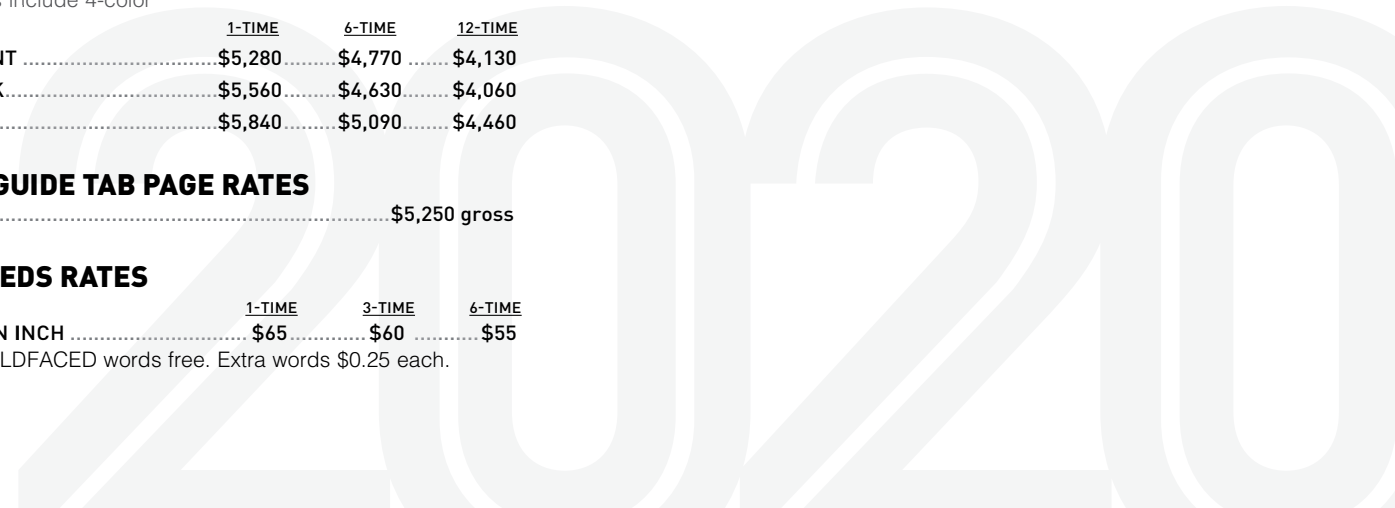 include 4-color
1-TIME 6-TIME 12-TIME
NT ........................................$5,280.........$4,770 ....... $4,130
K...........................................$5,560.........$4,630........ $4,060
............................................$5,840.........$5,090........ $4,460
GUIDE TAB PAGE RATES
................................................................................$5,250 gross
EDS RATES
1-TIME 3-TIME 6-TIME
N INCH .................................. $65.............. $60 ............ $55
LDFACED words free. Extra words $0.25 each.
2020